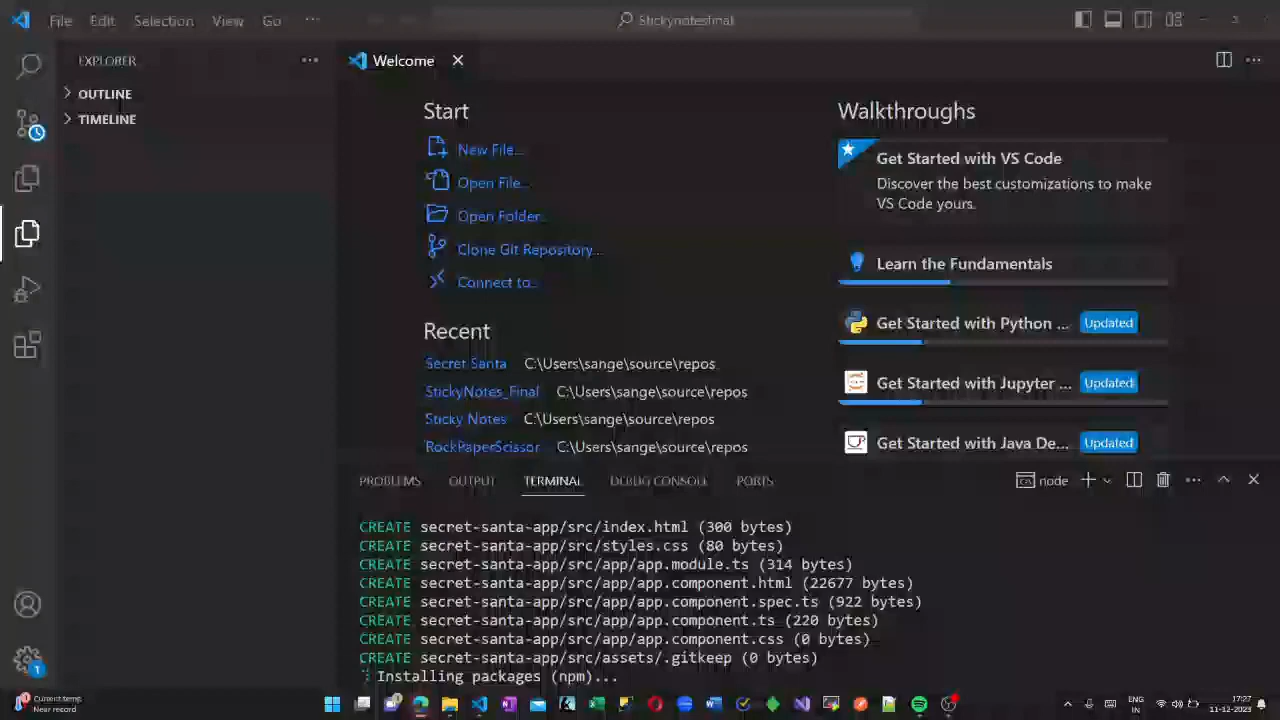 File Edit Selection View Go ...
Stickynotesfinal
EXPLORER
OUTLINE
TIMELINE
Welcome
Start
New File...
Open File...
Open Folder...
Clone Git Repository...
Connect to...
Recent
Secret Santa C:\Users\sange\source\repos
StickyNotes_Final C:\Users\sange\source\repos
Sticky Notes C:\Users\sange\source\repos
RockPaperScissor C:\Users\sange\source\repos
Walkthroughs
Get Started with VS Code
Discover the best customizations to make
VS Code yours.
Learn the Fundamentals
Get Started with Python ... Updated
Get Started with Jupyter ... Updated
Get Started with Java De... Updated
PROBLEMS OUTPUT TERMINAL DEBUG CONSOLE PORTS
node
CREATE secret-santa-app/src/index.html (300 bytes)
CREATE secret-santa-app/src/styles.css (80 bytes)
CREATE secret-santa-app/src/app/app.module.ts (314 bytes)
CREATE secret-santa-app/src/app/app.component.html (22677 bytes)
CREATE secret-santa-app/src/app/app.component.spec.ts (922 bytes)
CREATE secret-santa-app/src/app/app.component.ts (220 bytes)
CREATE secret-santa-app/src/app/app.component.css (0 bytes)
CREATE secret-santa-app/src/assets/.gitkeep (0 bytes)
Installing packages (npm)...
1
Near record
ENG
IN
17:27
11-12-2023